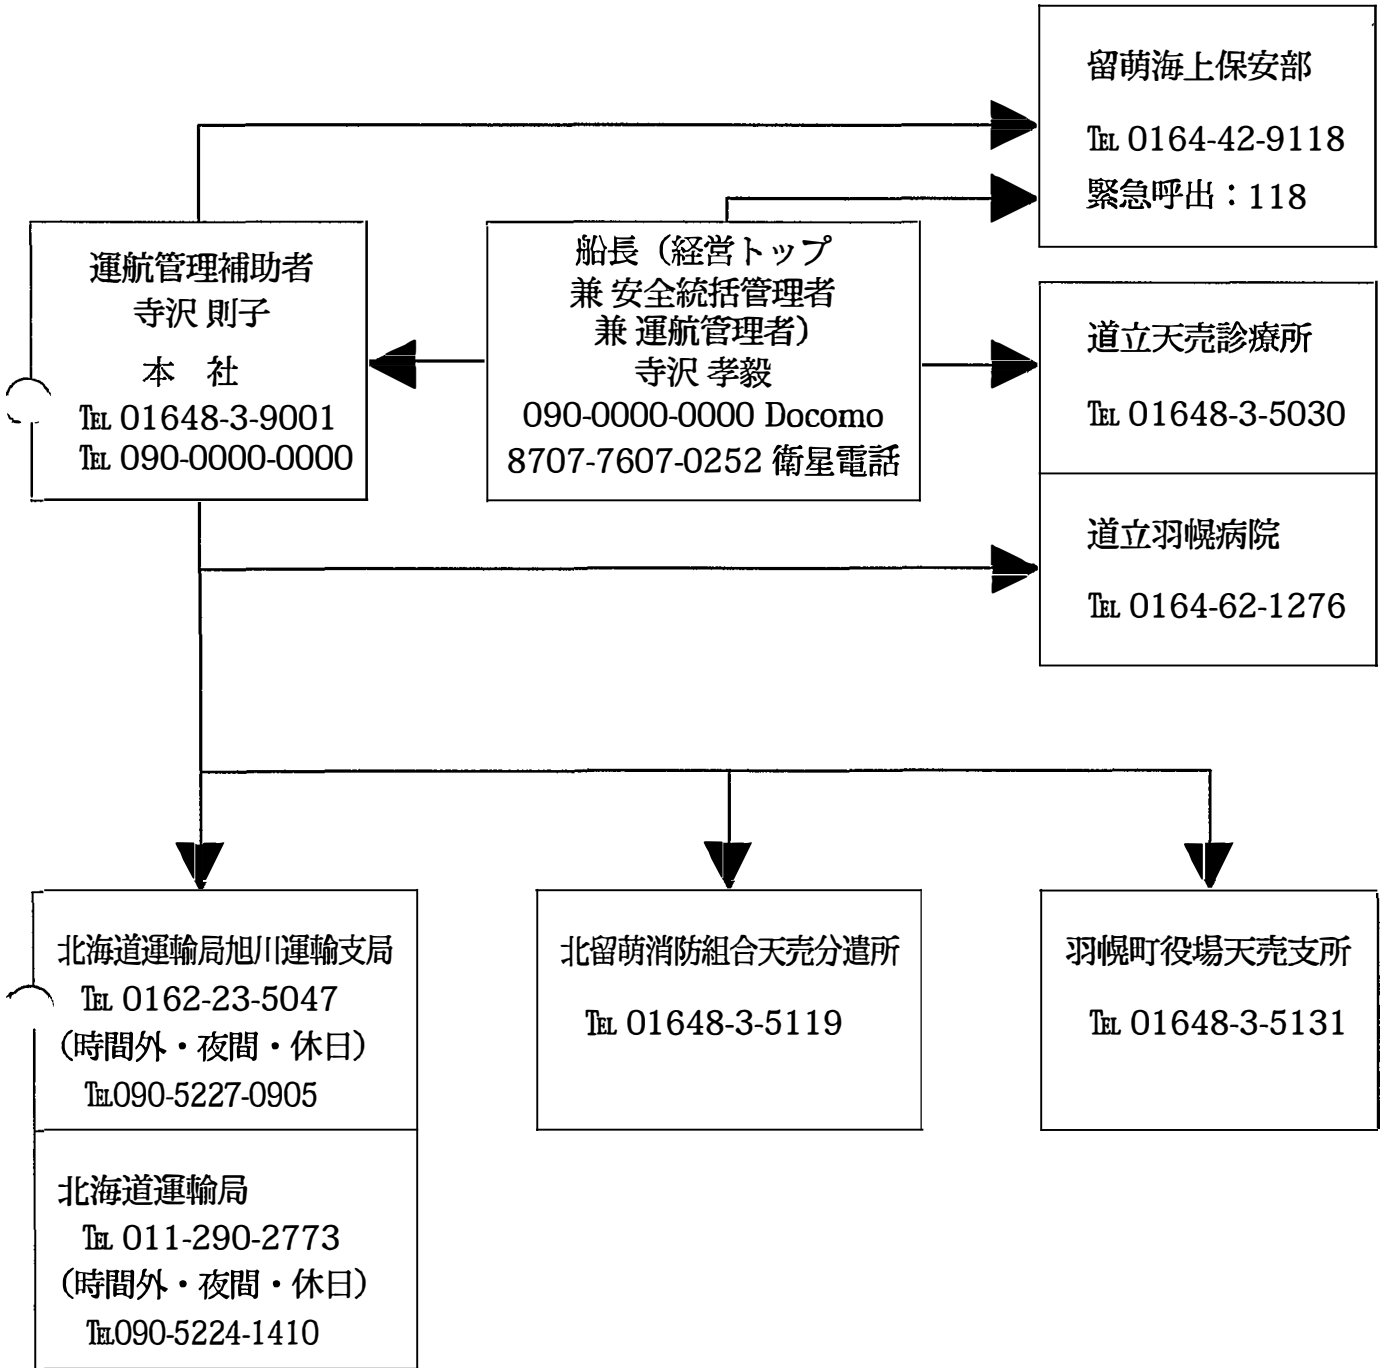 留萌海上保安部
℡ 0164-42-9118
緊急呼出：118
運航管理補助者
寺沢 則子
本　社
℡ 01648-3-9001
℡ 090-0000-0000
船長（経営トップ
兼 安全統括管理者
兼 運航管理者）
寺沢 孝毅
090-0000-0000 Docomo
8707-7607-0252 衛星電話
道立天売診療所
℡ 01648-3-5030
道立羽幌病院
℡ 0164-62-1276
北海道運輸局旭川運輸支局
℡ 0162-23-5047
（時間外・夜間・休日）
℡090-5227-0905
北海道運輸局
℡ 011-290-2773
（時間外・夜間・休日）
℡090-5224-1410
北留萌消防組合天売分遣所
℡ 01648-3-5119
羽幌町役場天売支所
℡ 01648-3-5131